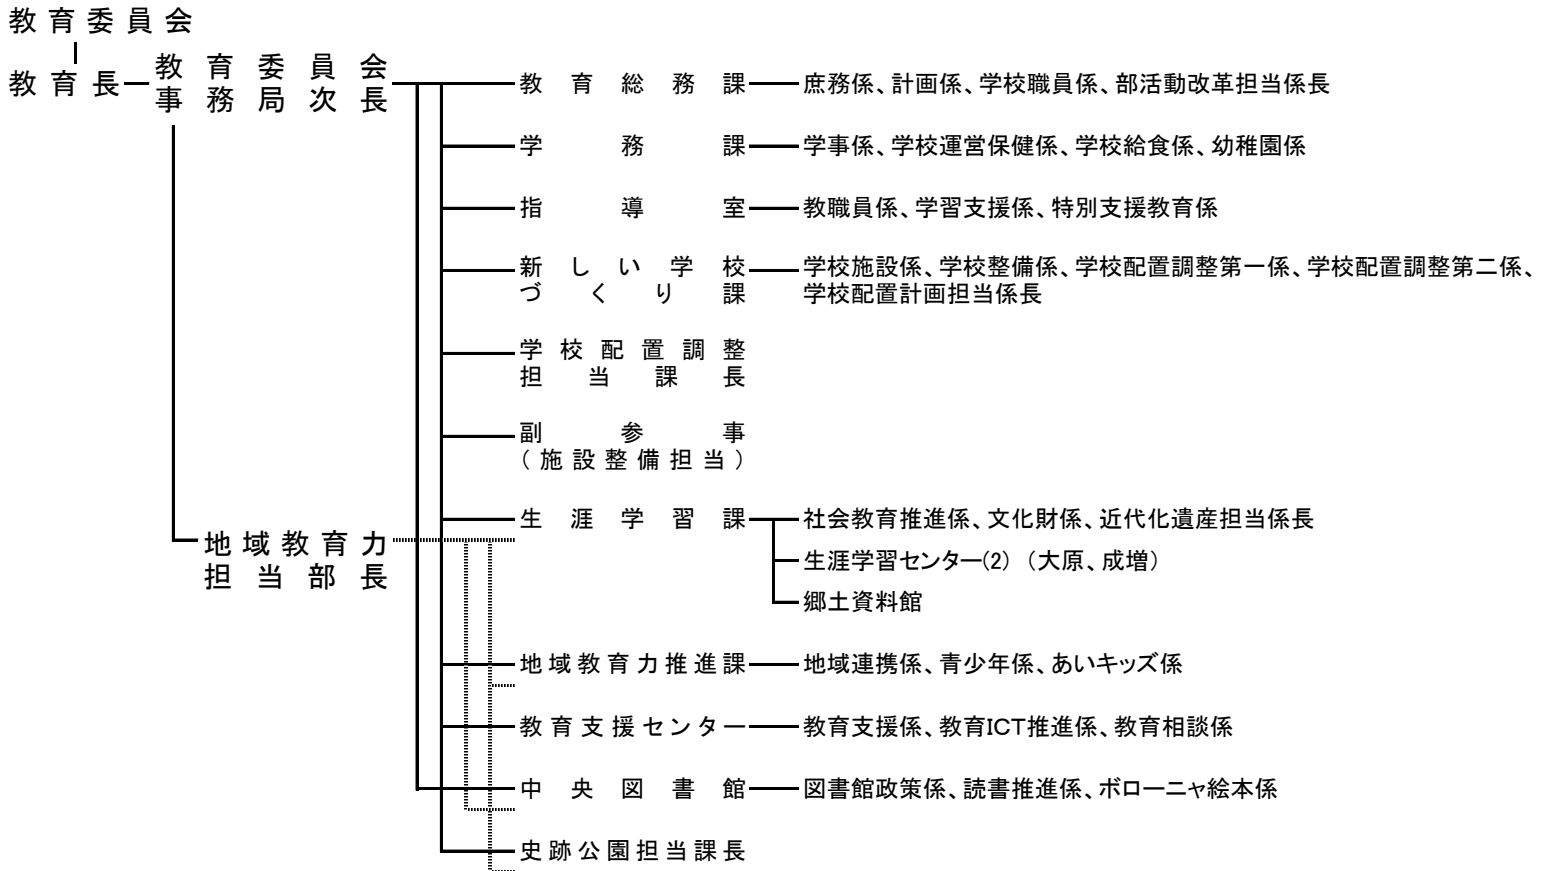 教育委員会
教育長
教育委員会
事務局次長
教育総務課
庶務係、計画係、学校職員係、部活動改革担当係長
学務課
学事係、学校運営保健係、学校給食係、幼稚園係
指導室
教職員係、学習支援係、特別支援教育係
新しい学校
づくり課
学校施設係、学校整備係、学校配置調整第一係、学校配置調整第二係、
学校配置計画担当係長
学校配置調整
担当課長
副参事
(施設整備担当)
生涯学習課
社会教育推進係、文化財係、近代化遺産担当係長
生涯学習センター(2) (大原、成増)
郷土資料館
地域教育力
担当部長
地域教育力推進課
地域連携係、青少年係、あいキッズ係
教育支援センター
教育支援係、教育ICT推進係、教育相談係
中央図書館
図書館政策係、読書推進係、ボローニャ絵本係
史跡公園担当課長